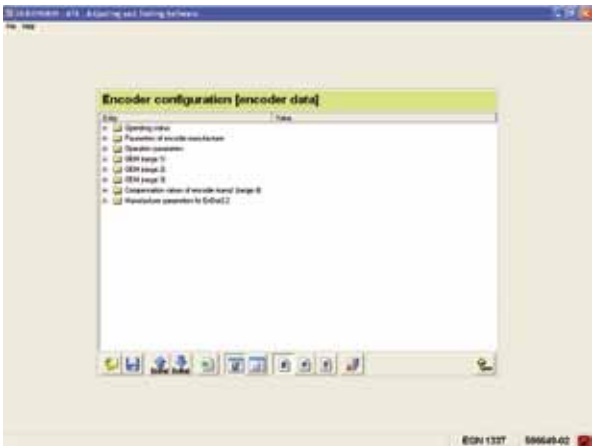 HEIDENHAIN - ATS - Adjusting and Testing Software
File Help
Encoder configuration [encoder data]
Entry Value
Operating status
Parameters of encoder manufacturer
Operation parameters
OEM (range 1)
OEM (range 2)
OEM (range 3)
Compensation values of encoder manuf. (range 4)
Manufacturer parameters for EnDat2.2
EQN 1337 586649-02